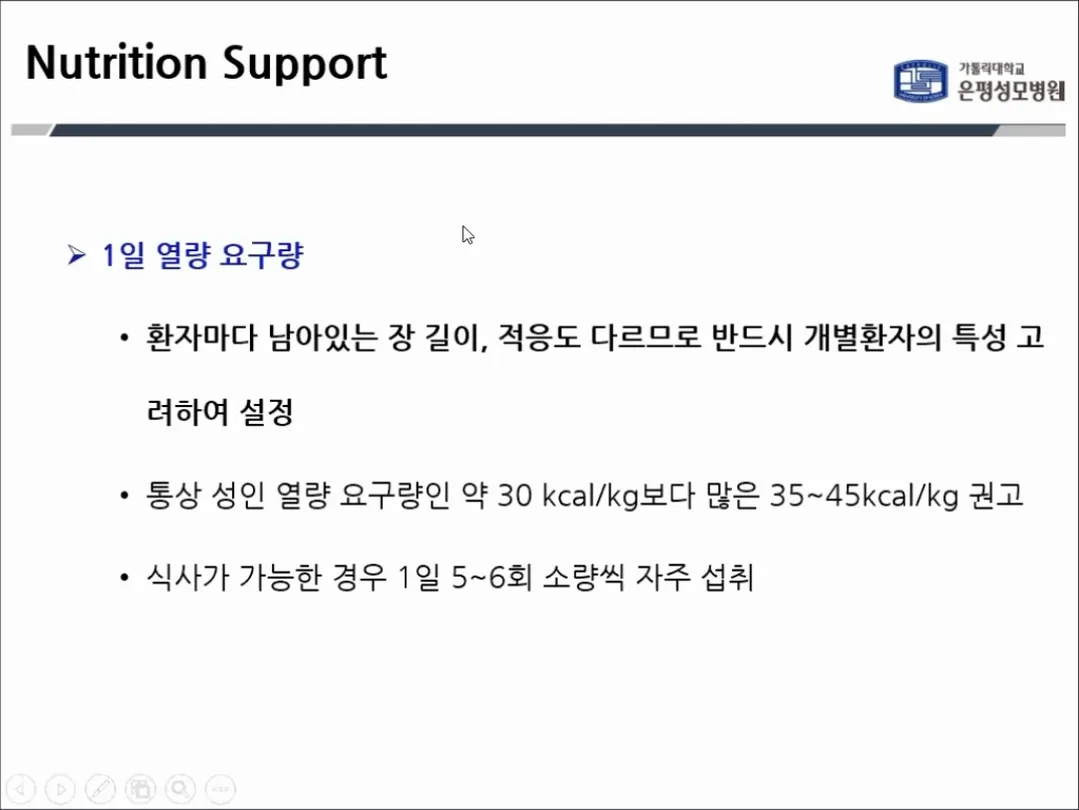 Nutrition Support
가톨릭대학교
은평성모병원
➢ 1일 열량 요구량
• 환자마다 남아있는 장 길이, 적응도 다르므로 반드시 개별환자의 특성 고
려하여 설정
• 통상 성인 열량 요구량인 약 30 kcal/kg보다 많은 35~45kcal/kg 권고
• 식사가 가능한 경우 1일 5~6회 소량씩 자주 섭취